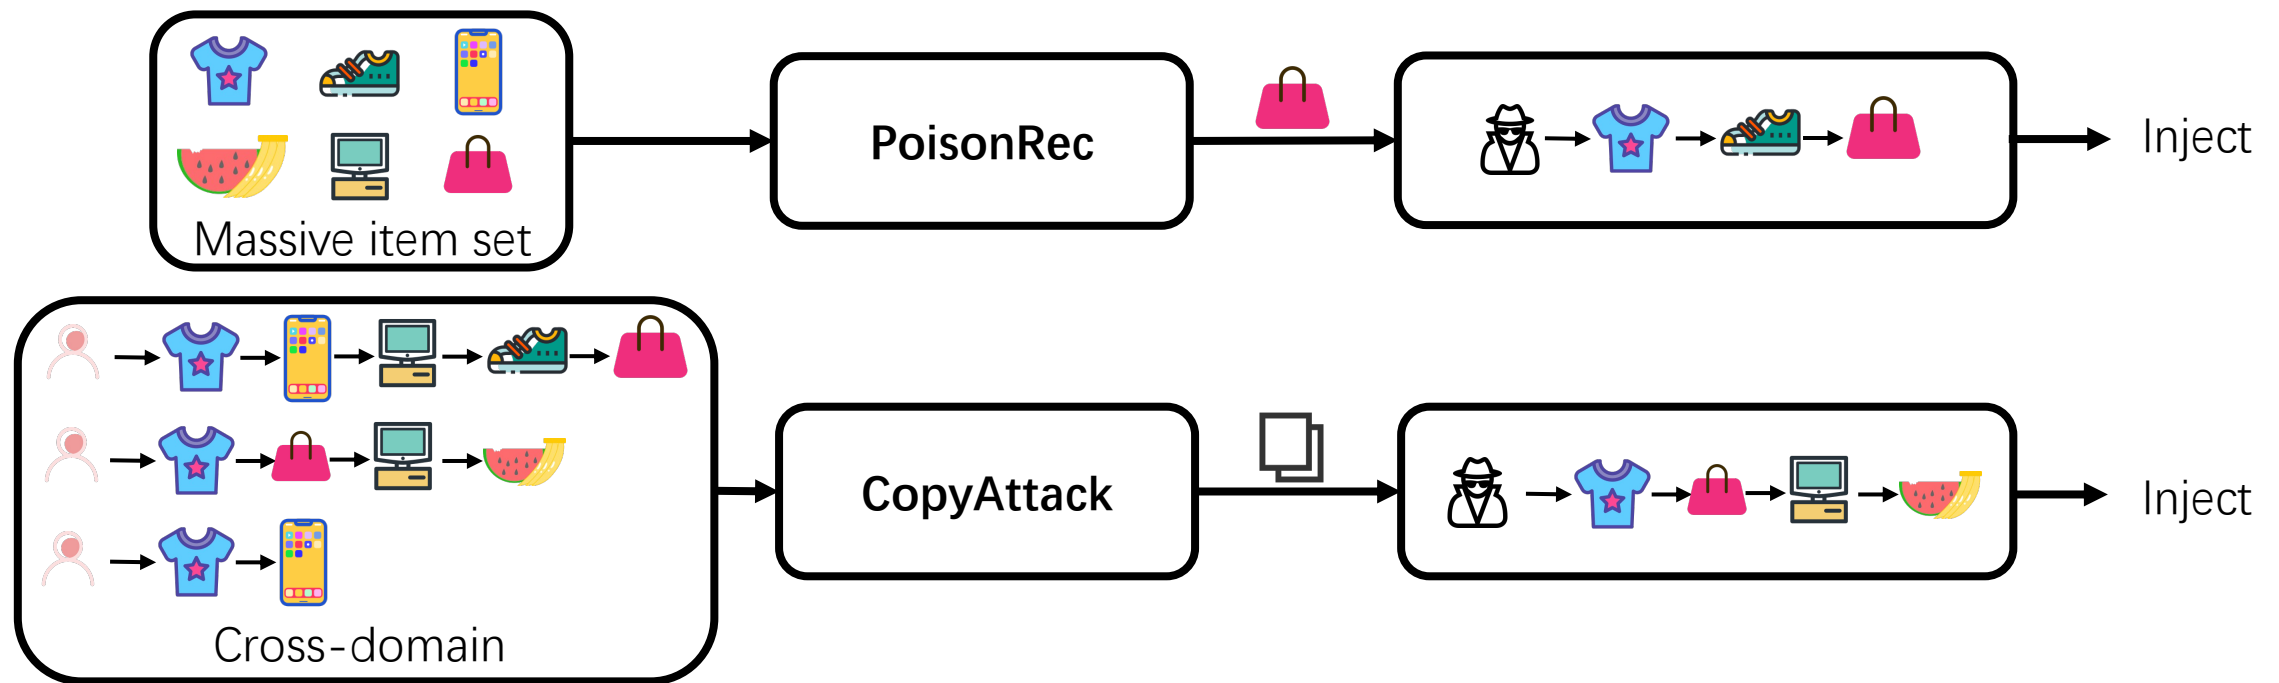 Massive item set
PoisonRec
Inject
Cross-domain
CopyAttack
Inject